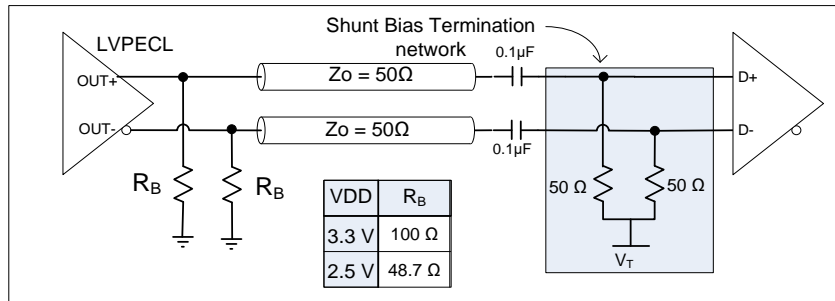 Shunt Bias Termination
network
LVPECL
0.1µF
OUT+
Zo = 50Ω
D+
OUT-
Zo = 50Ω
D-
0.1µF
RB
RB
50 Ω
50 Ω
VT
VDD RB
3.3 V 100 Ω
2.5 V 48.7 Ω